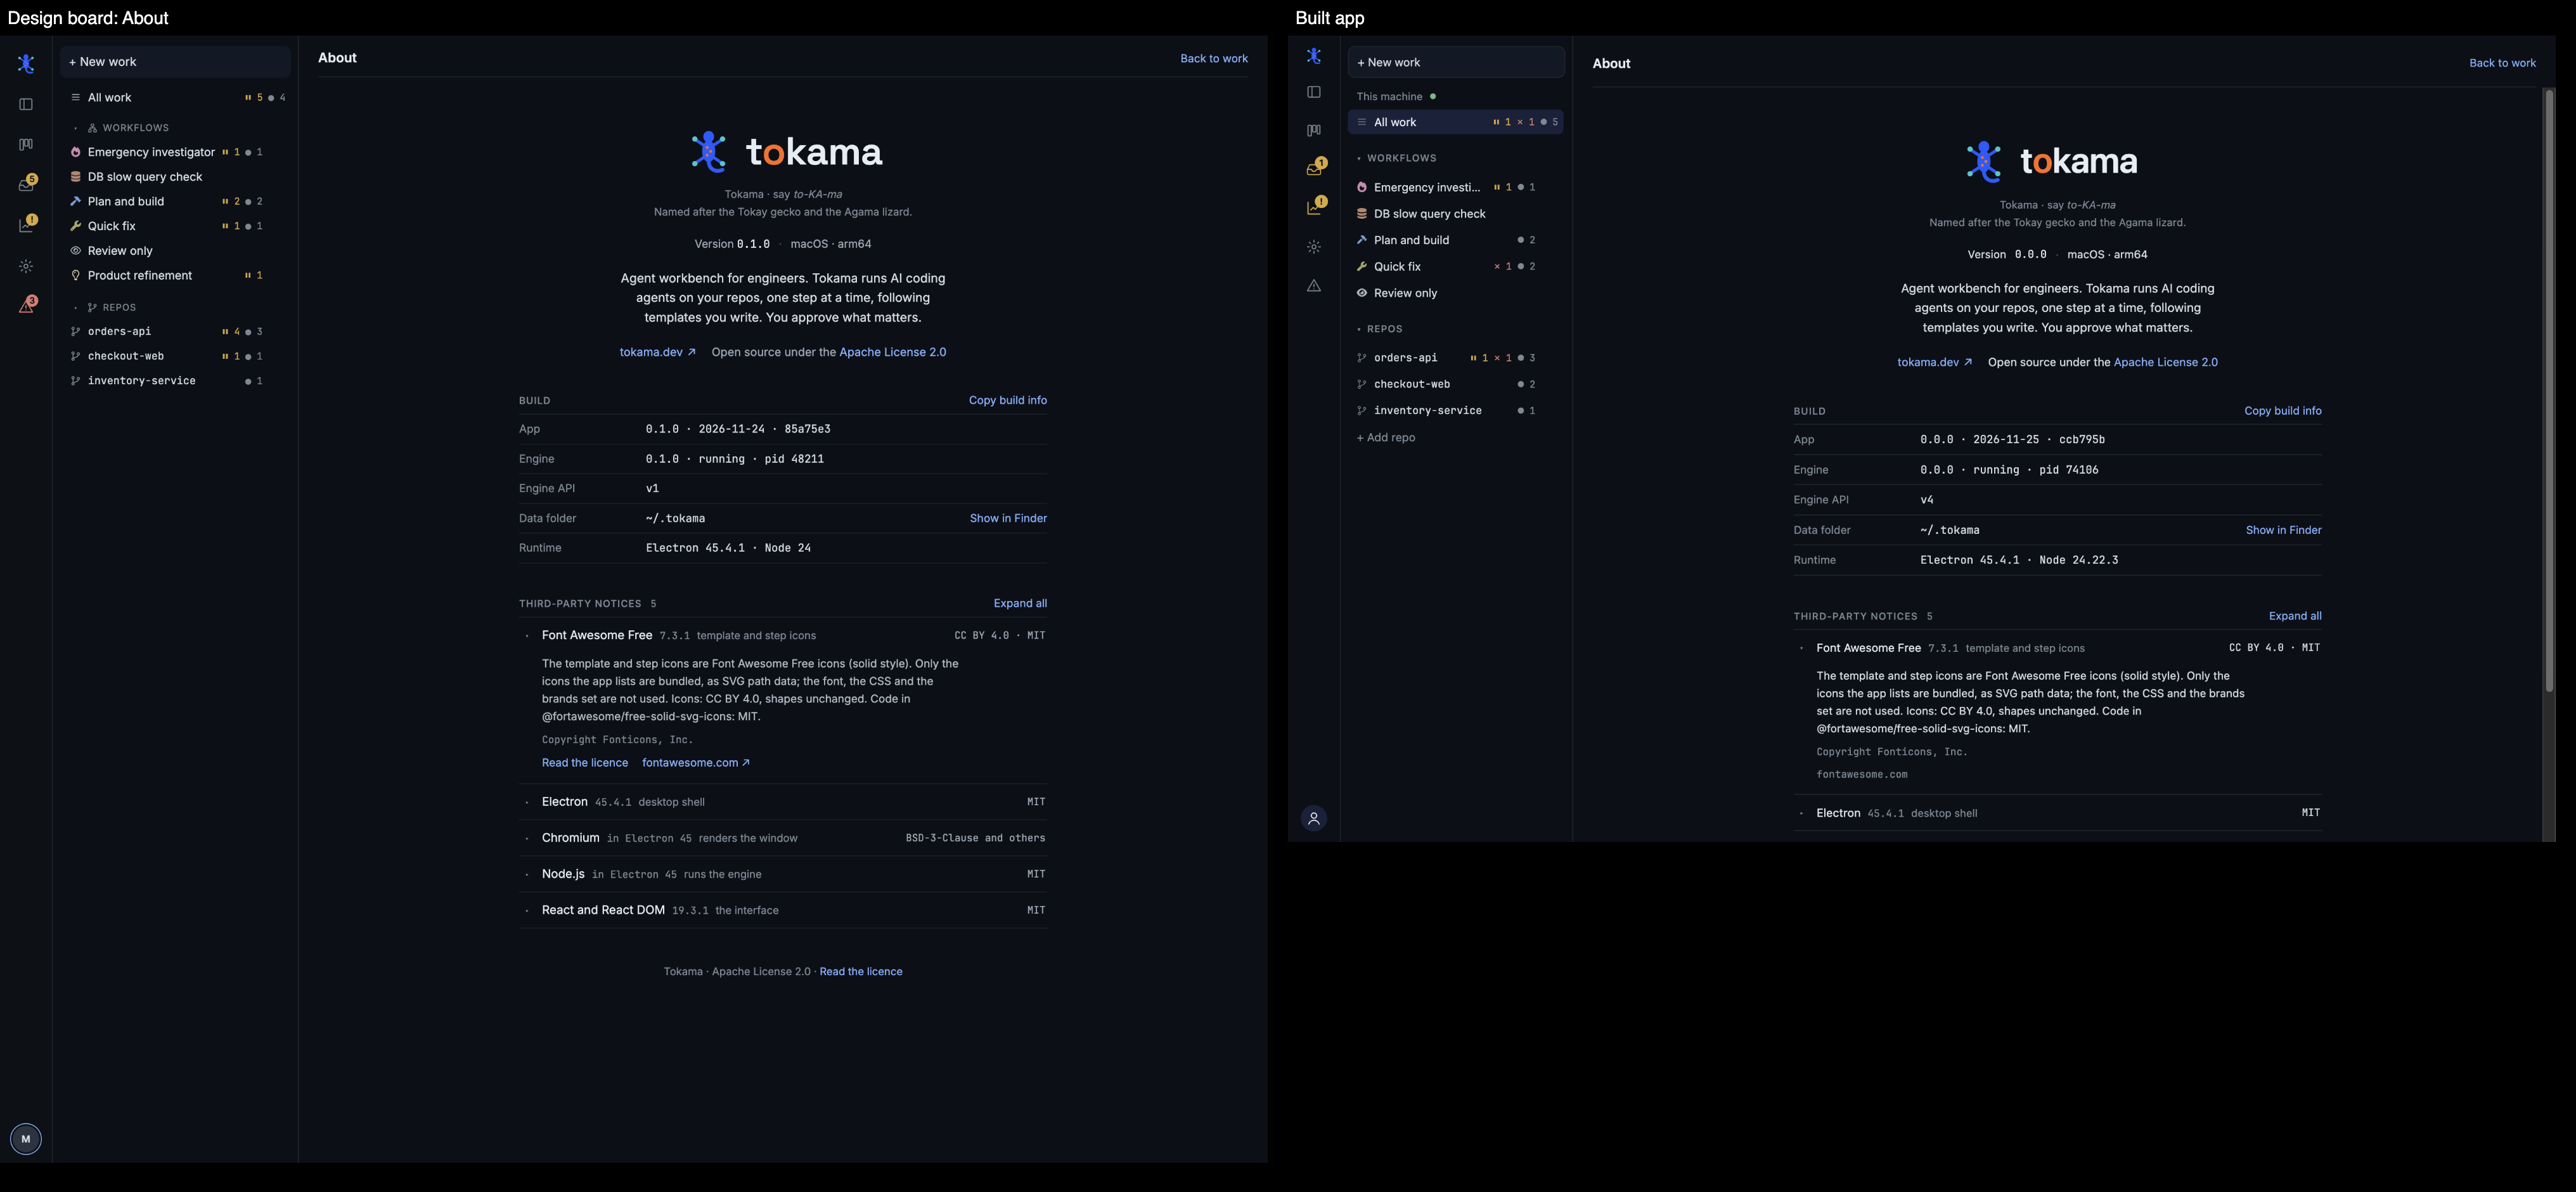 Design board: About
+ New work
All work 5 4
WORKFLOWS
Emergency investigator 1 1
DB slow query check
Plan and build 2 2
5
Quick fix 1 1
!
Review only
Product refinement 1
3
REPOS
orders-api 4 3
checkout-web 1 1
inventory-service 1
M
About
Back to work
tokama
Tokama · say to-KA-ma
Named after the Tokay gecko and the Agama lizard.
Version 0.1.0 · macOS · arm64
Agent workbench for engineers. Tokama runs AI coding
agents on your repos, one step at a time, following
templates you write. You approve what matters.
tokama.dev ↗ Open source under the Apache License 2.0
BUILD Copy build info
App 0.1.0 · 2026-11-24 · 85a75e3
Engine 0.1.0 · running · pid 48211
Engine API v1
Data folder ~/.tokama Show in Finder
Runtime Electron 45.4.1 · Node 24
THIRD-PARTY NOTICES 5 Expand all
Font Awesome Free 7.3.1 template and step icons CC BY 4.0 · MIT
The template and step icons are Font Awesome Free icons (solid style). Only the
icons the app lists are bundled, as SVG path data; the font, the CSS and the
brands set are not used. Icons: CC BY 4.0, shapes unchanged. Code in
@fortawesome/free-solid-svg-icons: MIT.
Copyright Fonticons, Inc.
Read the licence fontawesome.com ↗
Electron 45.4.1 desktop shell MIT
Chromium in Electron 45 renders the window BSD-3-Clause and others
Node.js in Electron 45 runs the engine MIT
React and React DOM 19.3.1 the interface MIT
Tokama · Apache License 2.0 · Read the licence
Built app
+ New work
This machine
All work 1 × 1 5
WORKFLOWS
1
Emergency investi... 1 1
!
DB slow query check
Plan and build 2
Quick fix × 1 2
Review only
REPOS
orders-api 1 × 1 3
checkout-web 2
inventory-service 1
+ Add repo
About
Back to work
tokama
Tokama · say to-KA-ma
Named after the Tokay gecko and the Agama lizard.
Version 0.0.0 · macOS · arm64
Agent workbench for engineers. Tokama runs AI coding
agents on your repos, one step at a time, following
templates you write. You approve what matters.
tokama.dev ↗ Open source under the Apache License 2.0
BUILD Copy build info
App 0.0.0 · 2026-11-25 · ccb795b
Engine 0.0.0 · running · pid 74106
Engine API v4
Data folder ~/.tokama Show in Finder
Runtime Electron 45.4.1 · Node 24.22.3
THIRD-PARTY NOTICES 5 Expand all
Font Awesome Free 7.3.1 template and step icons CC BY 4.0 · MIT
The template and step icons are Font Awesome Free icons (solid style). Only the
icons the app lists are bundled, as SVG path data; the font, the CSS and the brands
set are not used. Icons: CC BY 4.0, shapes unchanged. Code in
@fortawesome/free-solid-svg-icons: MIT.
Copyright Fonticons, Inc.
fontawesome.com
Electron 45.4.1 desktop shell MIT